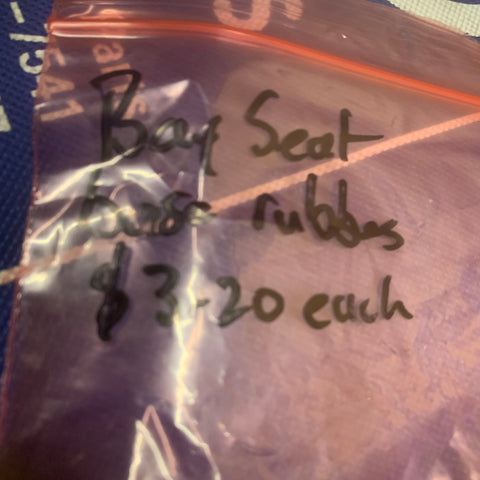 Bay Seat
base rubbers
$3-20 each